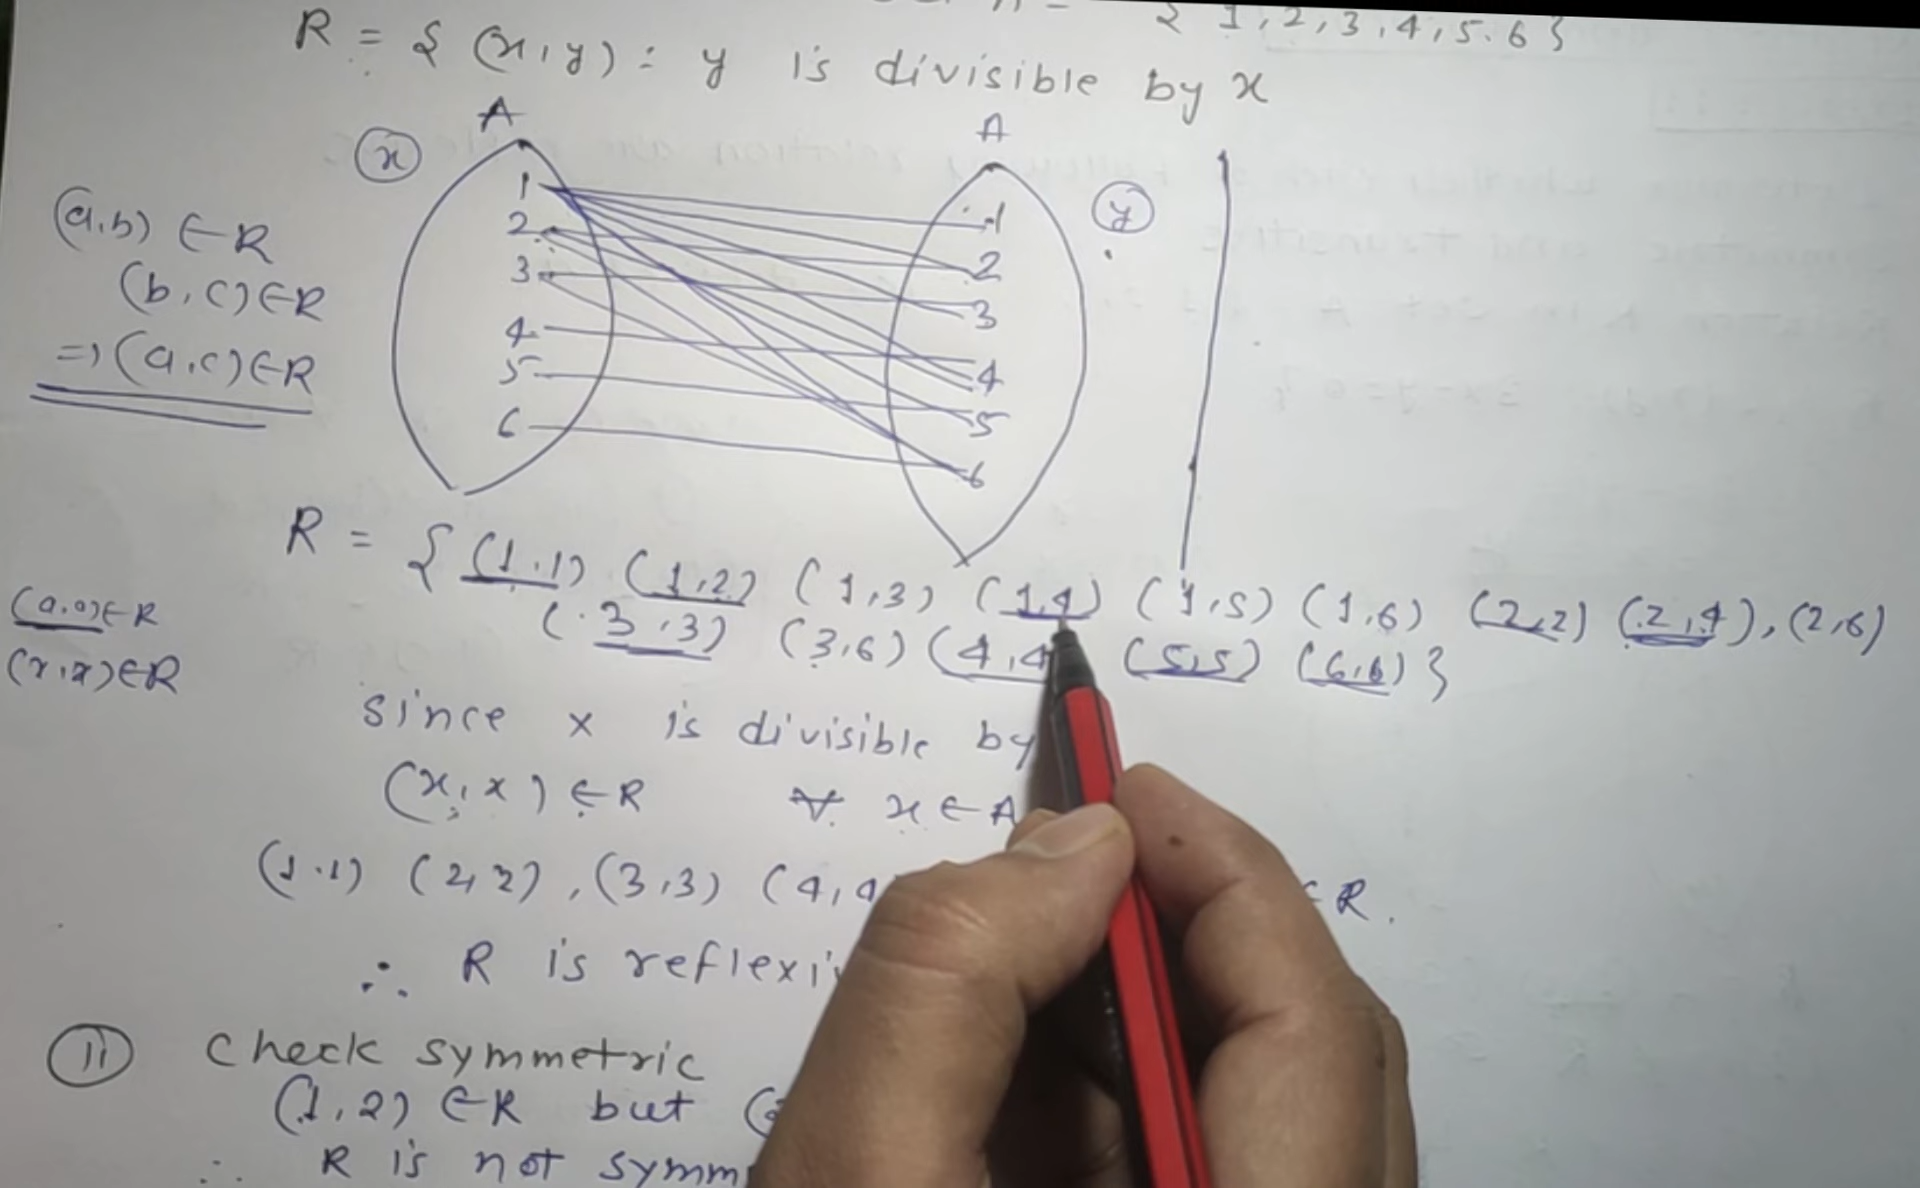 { 1, 2, 3, 4, 5. 6 }
R = { (x, y) : y is divisible by x
A
A
x
y
1
2
3
4
5
6
1
2
3
4
5
6
(a, b) ∈ R
(b, c) ∈ R
=) (a, c) ∈ R
R = { (1, 1) (1, 2) (1, 3) (1, 4) (1, 5) (1, 6) (2, 2) (2, 4), (2, 6)
(3, 3) (3, 6) (4, 4 (5, 5) (6, 6) }
(a, a) ∈ R
(x, x) ∈ R
since x is divisible by
(x, x) ∈ R ∀ x ∈ A
(1, 1) (2, 2), (3, 3) (4, 4 R.
∴ R is reflexi
(ii) Check symmetric
(1, 2) ∈ R but (
∴ R is not symm